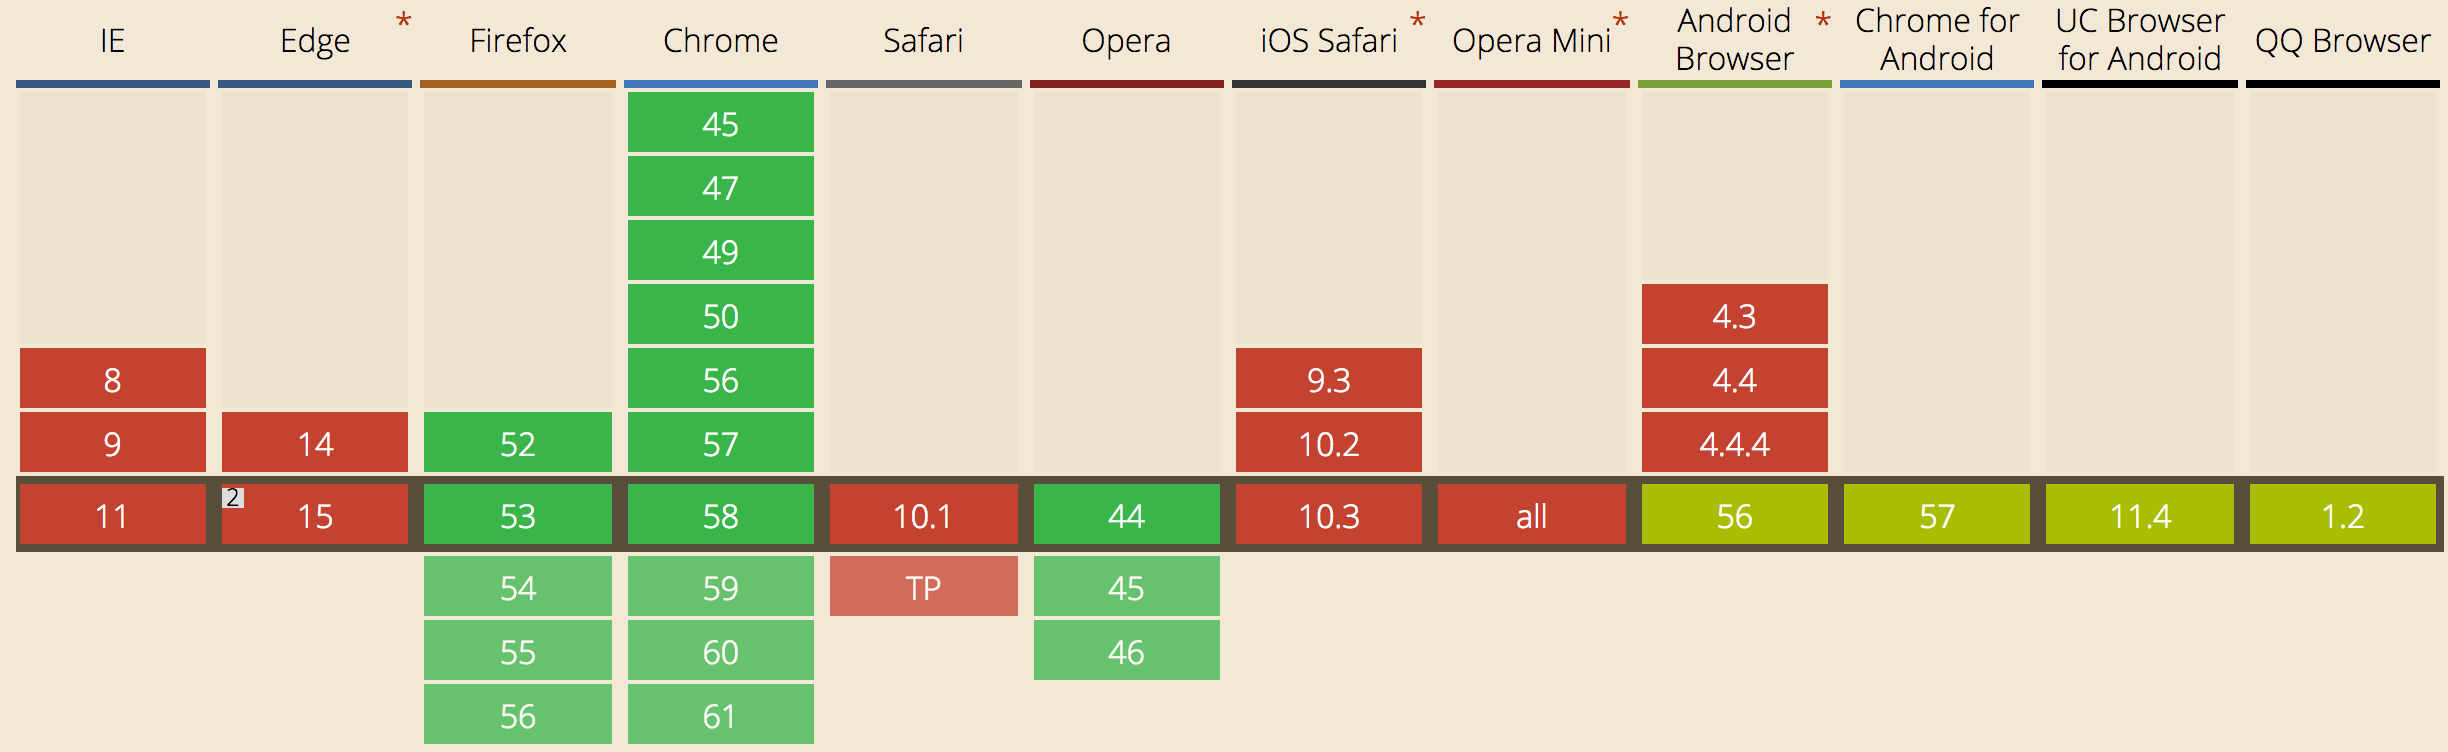 IE Edge * Firefox Chrome Safari Opera iOS Safari * Opera Mini * Android Browser * Chrome for Android UC Browser for Android QQ Browser
45
47
49
50 4.3
8 56 9.3 4.4
9 14 52 57 10.2 4.4.4
11 2 15 53 58 10.1 44 10.3 all 56 57 11.4 1.2
54 59 TP 45
55 60 46
56 61